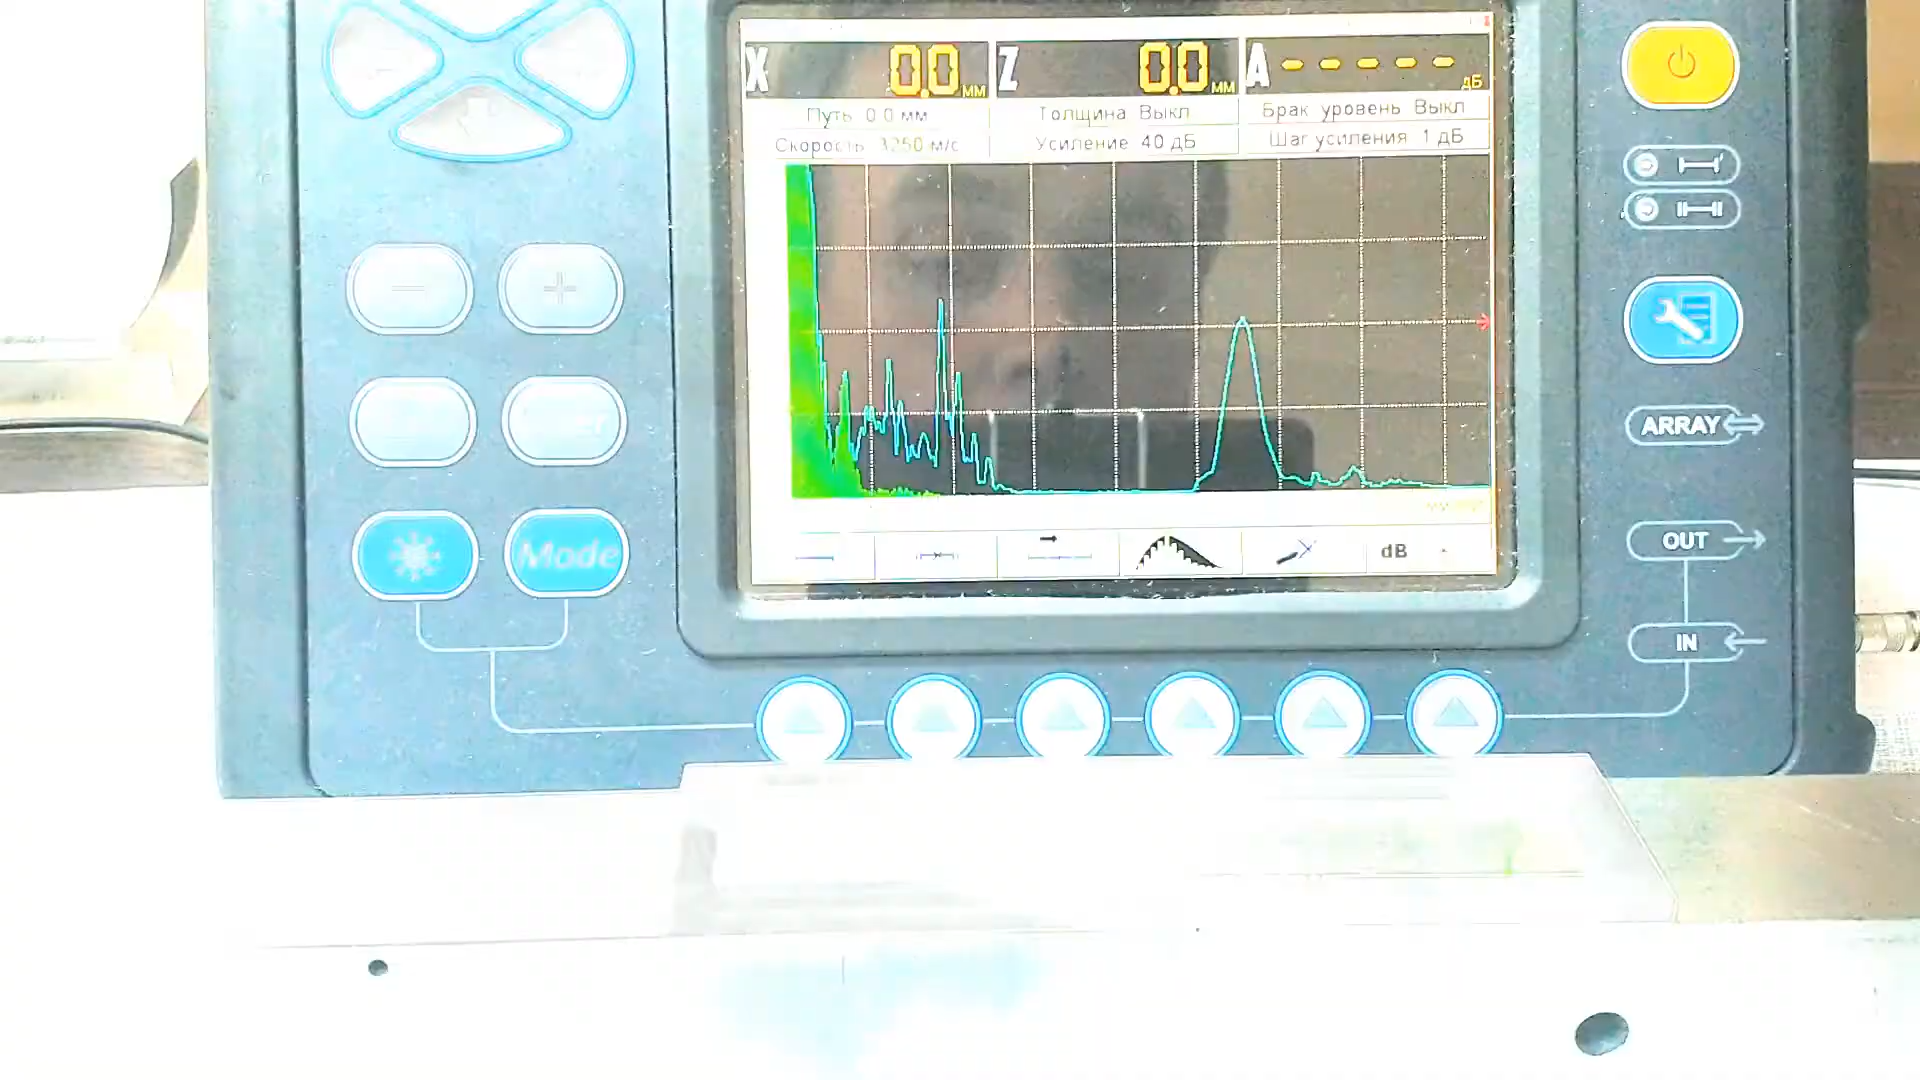 X 0.0 мм Z 0.0 мм A - - - - - дБ
Путь 0.0 мм Толщина Выкл Брак уровень Выкл
Скорость 3250 м/с Усиление 40 дБ Шаг усиления 1 дБ
dB
ARRAY
OUT
IN
Mode